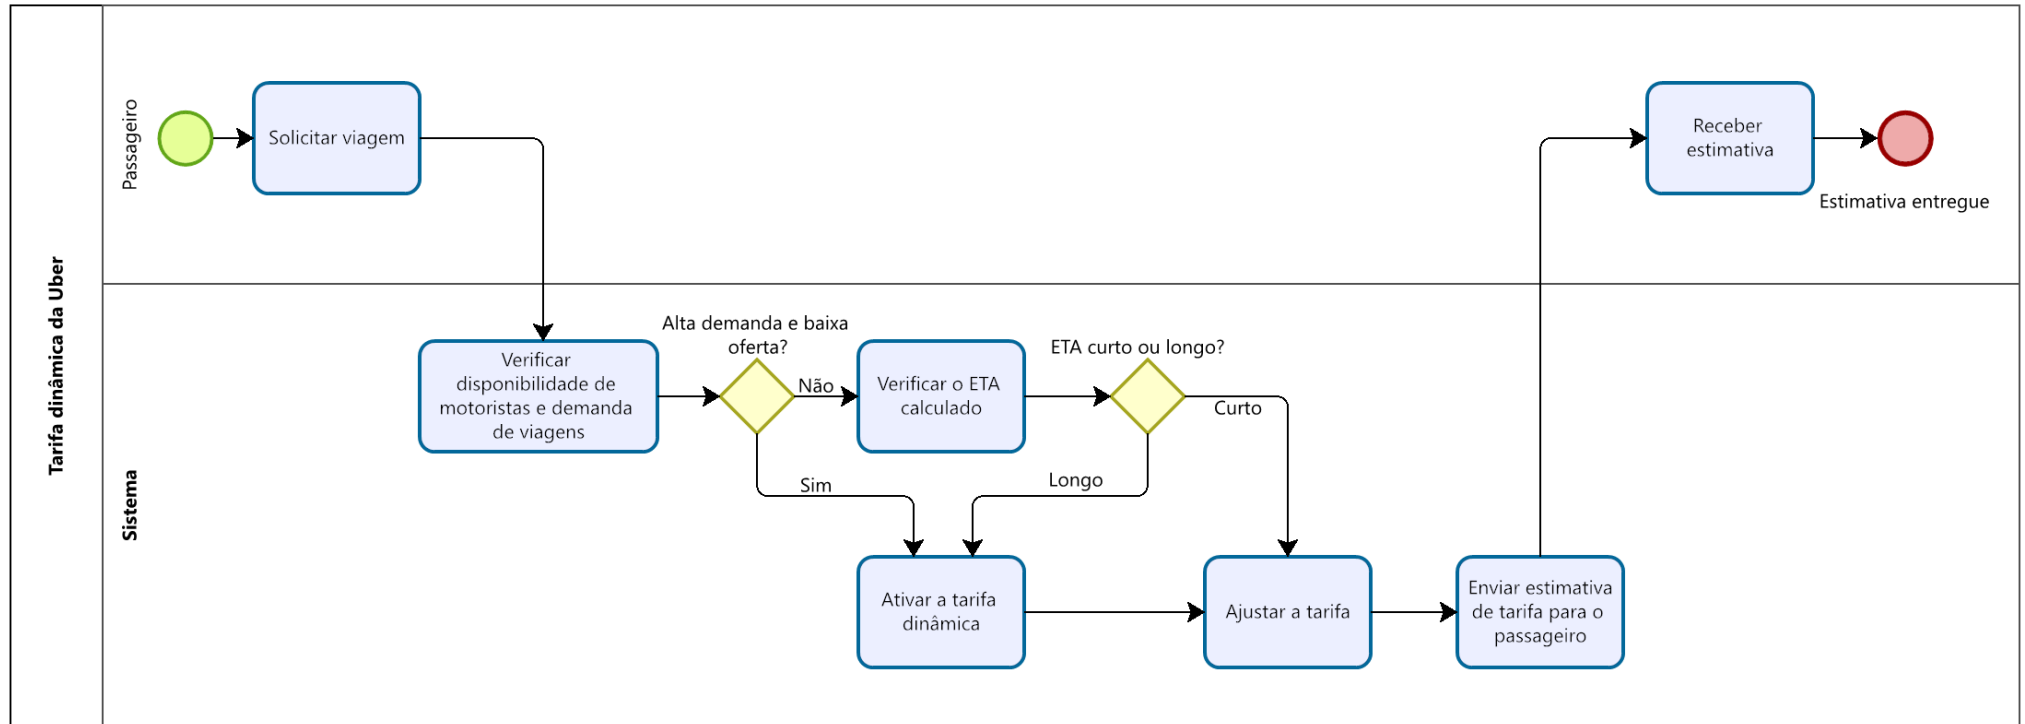 Tarifa dinâmica da Uber
Passageiro
Solicitar viagem
Receber
estimativa
Estimativa entregue
Sistema
Verificar
disponibilidade de
motoristas e demanda
de viagens
Alta demanda e baixa
oferta?
Não
Sim
Verificar o ETA
calculado
ETA curto ou longo?
Curto
Longo
Ativar a tarifa
dinâmica
Ajustar a tarifa
Enviar estimativa
de tarifa para o
passageiro